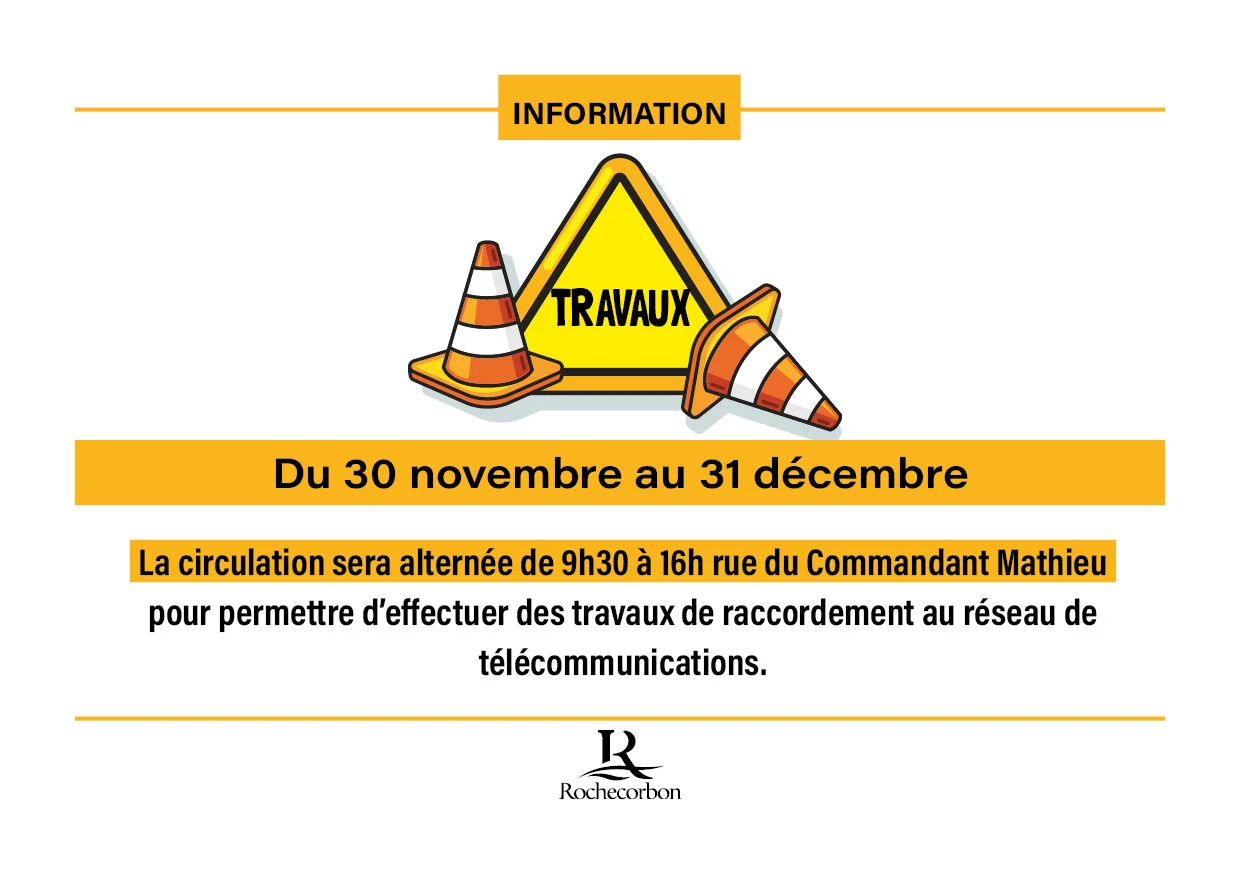 INFORMATION
TRAVAUX
Du 30 novembre au 31 décembre
La circulation sera alternée de 9h30 à 16h rue du Commandant Mathieu
pour permettre d’effectuer des travaux de raccordement au réseau de
télécommunications.
R
Rochecorbon